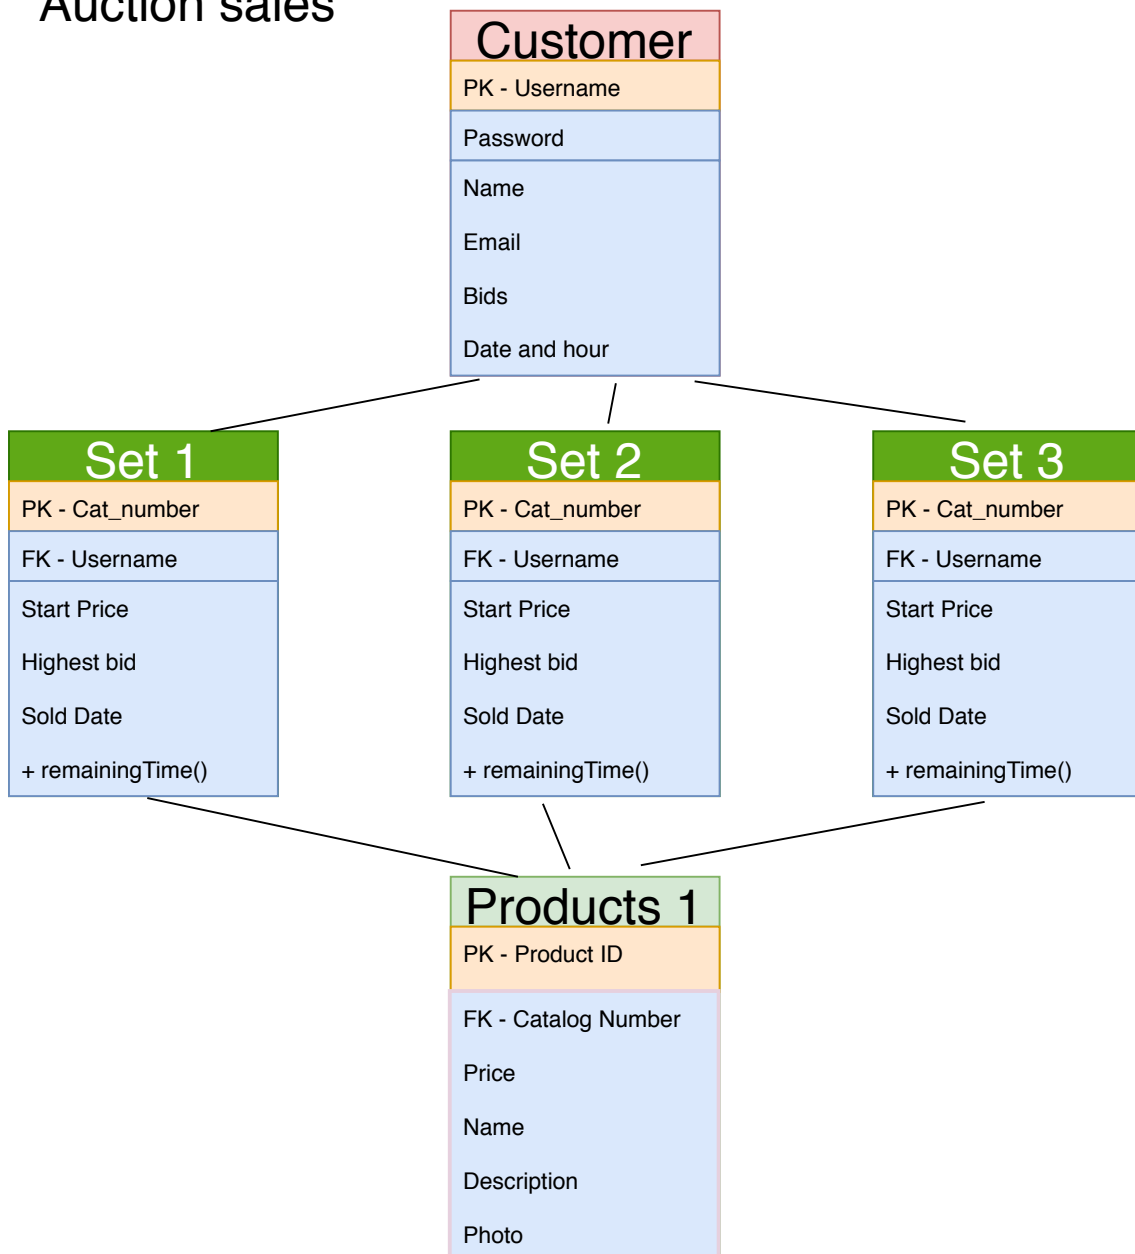 Auction sales
Customer
PK - Username
Password
Name
Email
Bids
Date and hour
Set 1
PK - Cat_number
FK - Username
Start Price
Highest bid
Sold Date
+ remainingTime()
Set 2
PK - Cat_number
FK - Username
Start Price
Highest bid
Sold Date
+ remainingTime()
Set 3
PK - Cat_number
FK - Username
Start Price
Highest bid
Sold Date
+ remainingTime()
Products 1
PK - Product ID
FK - Catalog Number
Price
Name
Description
Photo